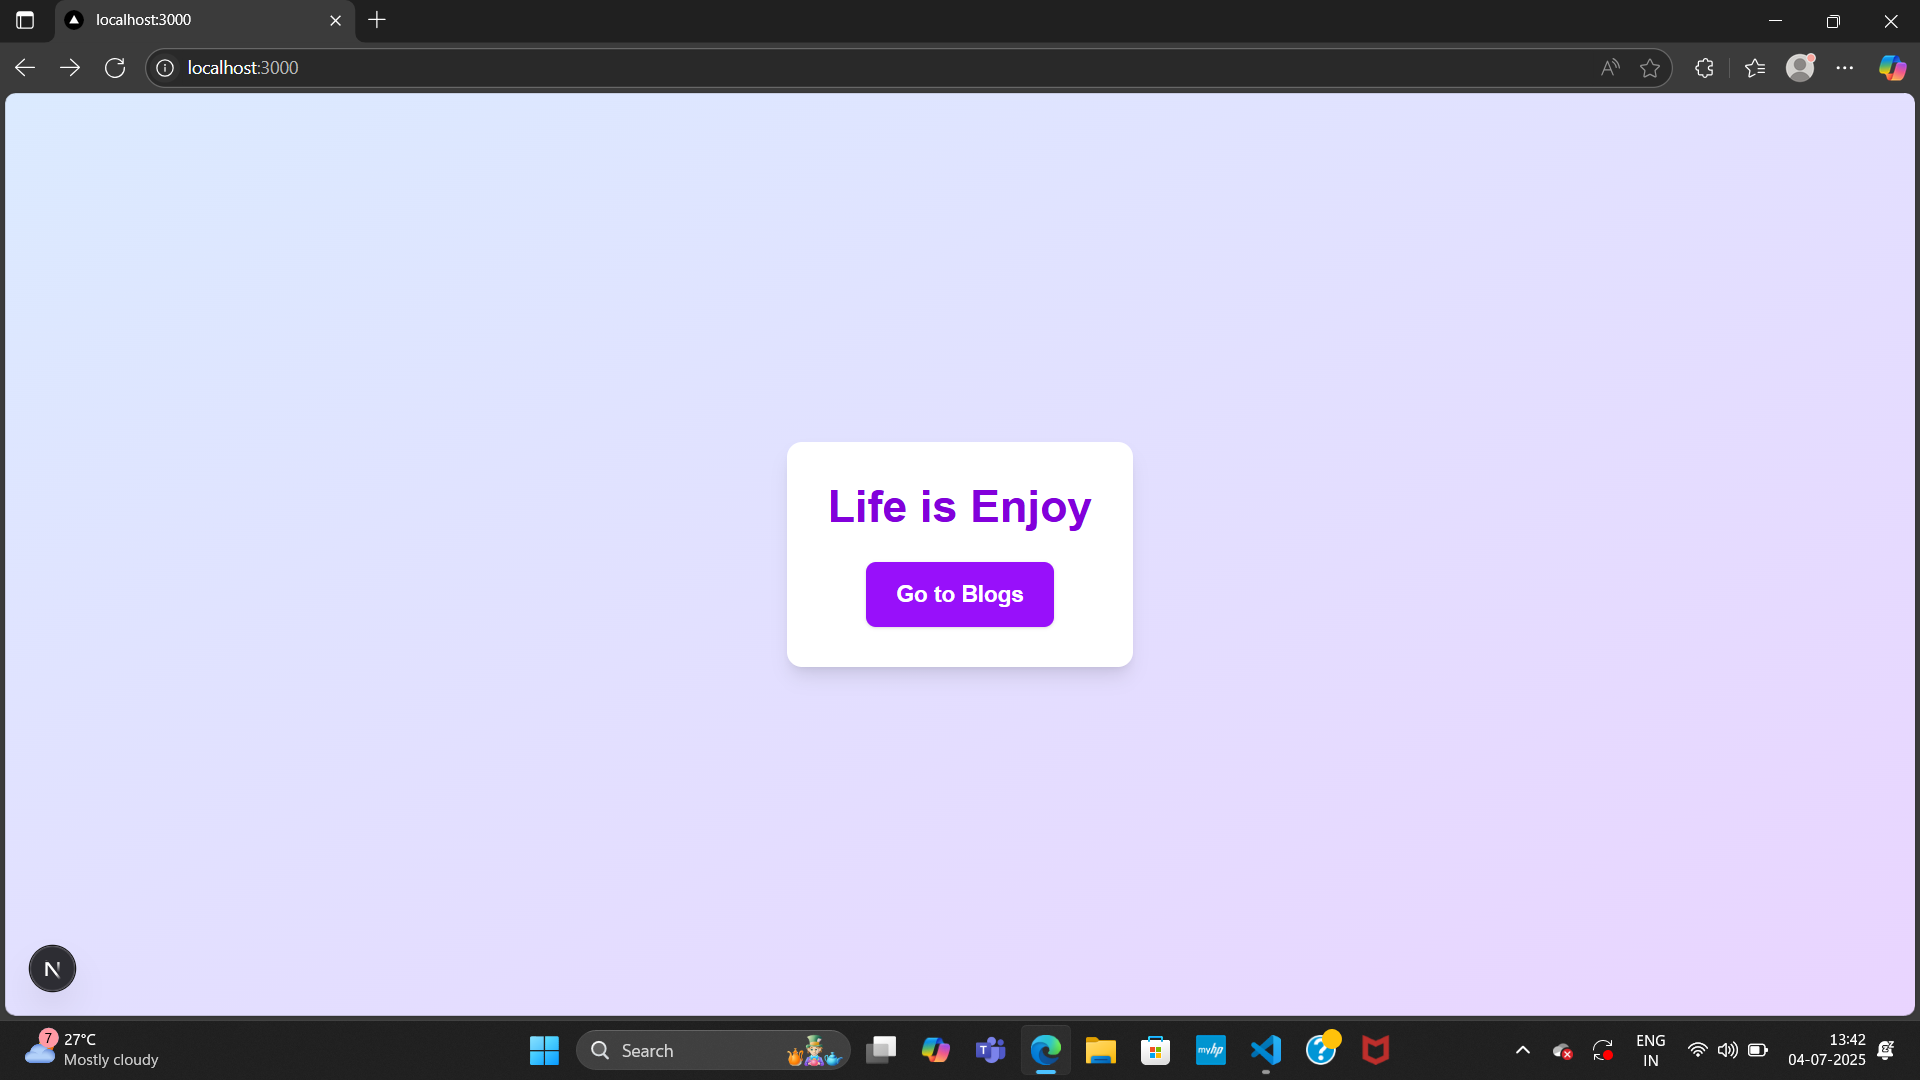 localhost:3000
localhost:3000
Life is Enjoy
Go to Blogs
N
7
27°C
Mostly cloudy
Search
T
myhp
?
ENG
IN
13:42
04-07-2025